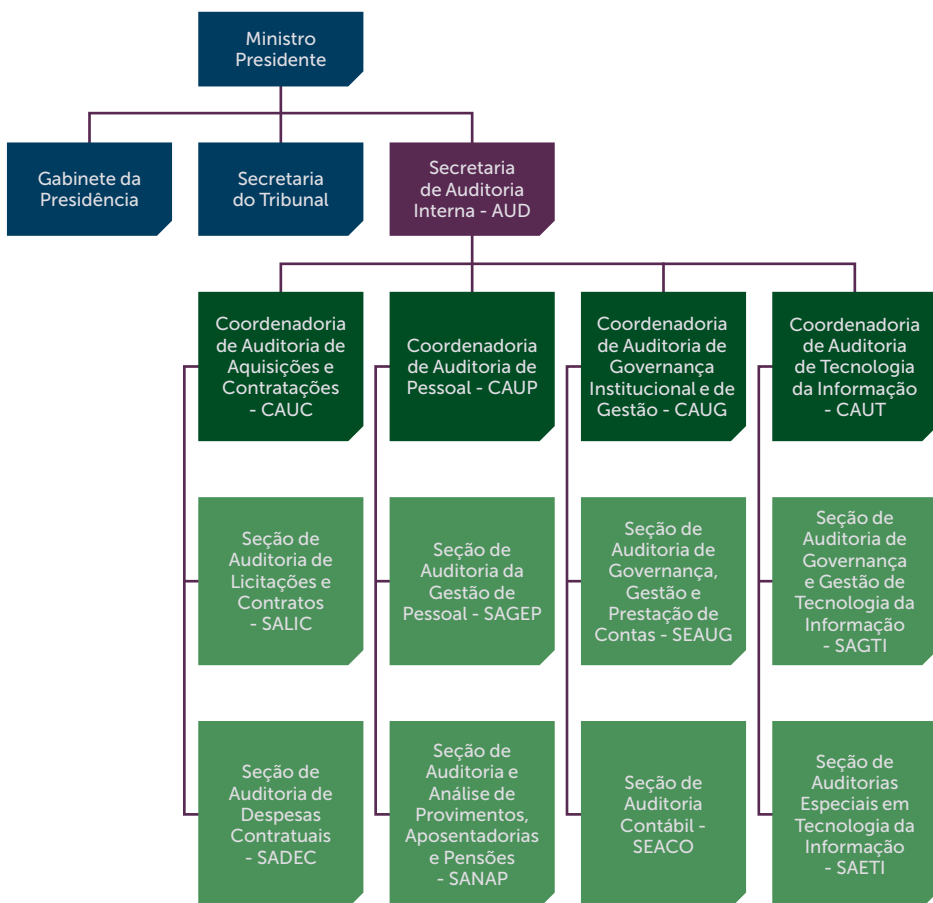 Ministro
Presidente
Gabinete da
Presidência
Secretaria
do Tribunal
Secretaria
de Auditoria
Interna - AUD
Coordenadoria
de Auditoria de
Aquisições e
Contratações
- CAUC
Coordenadoria
de Auditoria de
Pessoal - CAUP
Coordenadoria
de Auditoria de
Governança
Institucional e de
Gestão - CAUG
Coordenadoria
de Auditoria
de Tecnologia
da Informação
- CAUT
Seção de
Auditoria de
Licitações e
Contratos
- SALIC
Seção de
Auditoria da
Gestão de
Pessoal - SAGEP
Seção de
Auditoria de
Governança,
Gestão e
Prestação de
Contas - SEAUG
Seção de
Auditoria de
Governança
e Gestão de
Tecnologia da
Informação
- SAGTI
Seção de
Auditoria de
Despesas
Contratuais
- SADEC
Seção de
Auditoria e
Análise de
Provimentos,
Aposentadorias
e Pensões
- SANAP
Seção de
Auditoria
Contábil -
SEACO
Seção de
Auditorias
Especiais em
Tecnologia da
Informação
- SAETI